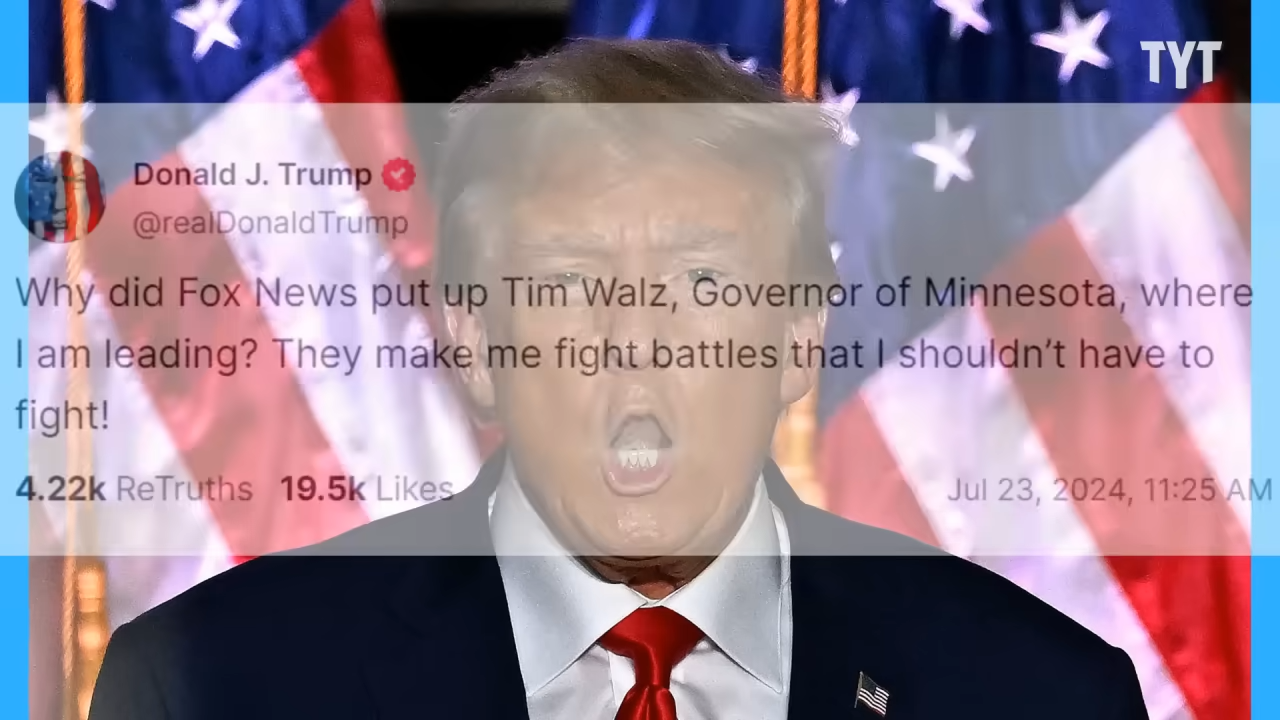 TYT
Donald J. Trump
@realDonaldTrump
Why did Fox News put up Tim Walz, Governor of Minnesota, where
I am leading? They make me fight battles that I shouldn’t have to
fight!
4.22k ReTruths 19.5k Likes Jul 23, 2024, 11:25 AM